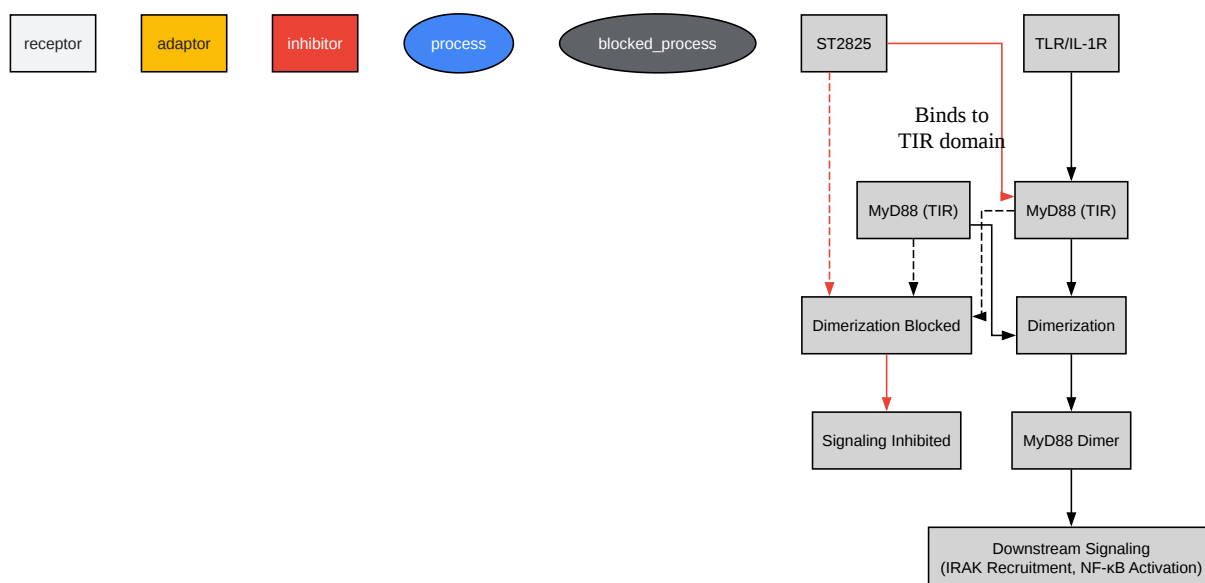 receptor
adaptor
inhibitor
process
blocked_process
ST2825
TLR/IL-1R
Binds to
TIR domain
MyD88 (TIR)
MyD88 (TIR)
Dimerization Blocked
Dimerization
Signaling Inhibited
MyD88 Dimer
Downstream Signaling
(IRAK Recruitment, NF-κB Activation)